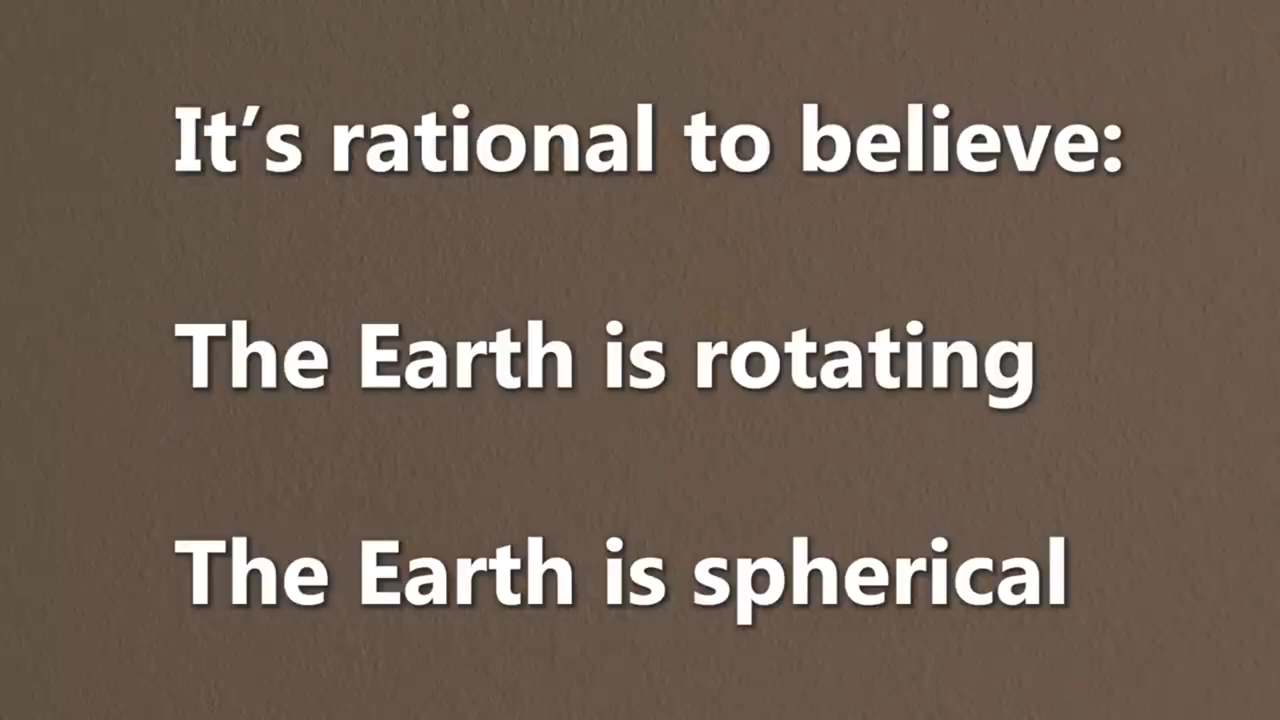 It’s rational to believe:
The Earth is rotating
The Earth is spherical